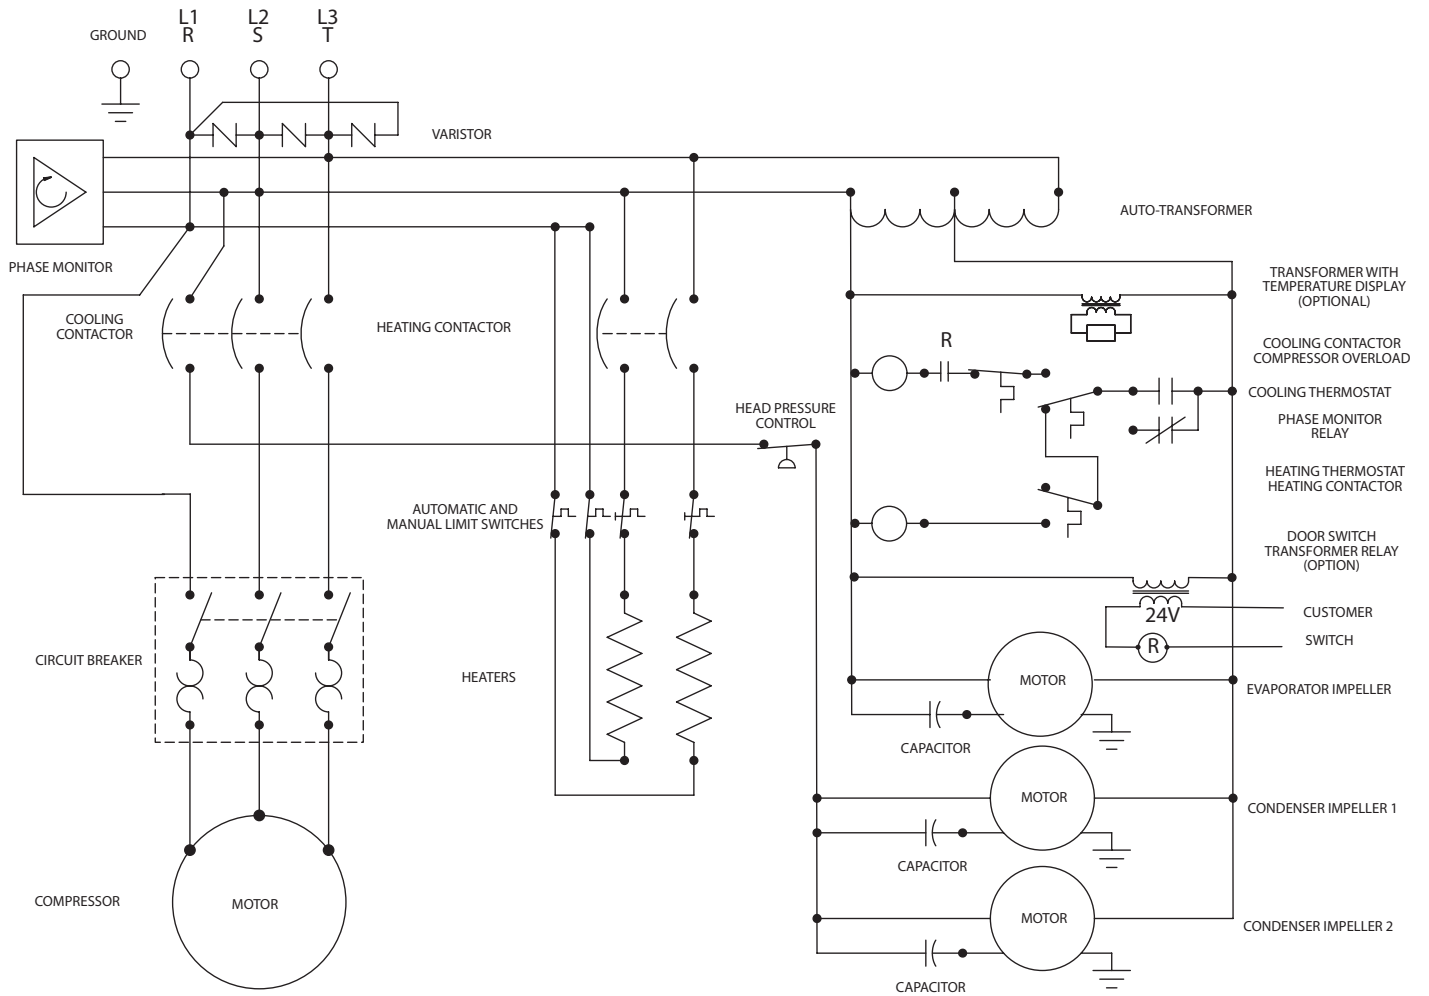 L1
L2
L3
GROUND
R
S
T
VARISTOR
PHASE MONITOR
AUTO-TRANSFORMER
TRANSFORMER WITH
TEMPERATURE DISPLAY
(OPTIONAL)
COOLING
CONTACTOR
HEATING CONTACTOR
R
COOLING CONTACTOR
COMPRESSOR OVERLOAD
COOLING THERMOSTAT
HEAD PRESSURE
CONTROL
PHASE MONITOR
RELAY
HEATING THERMOSTAT
HEATING CONTACTOR
AUTOMATIC AND
MANUAL LIMIT SWITCHES
DOOR SWITCH
TRANSFORMER RELAY
(OPTION)
24V
CUSTOMER
R
SWITCH
CIRCUIT BREAKER
HEATERS
MOTOR
EVAPORATOR IMPELLER
CAPACITOR
MOTOR
CONDENSER IMPELLER 1
CAPACITOR
COMPRESSOR
MOTOR
MOTOR
CONDENSER IMPELLER 2
CAPACITOR